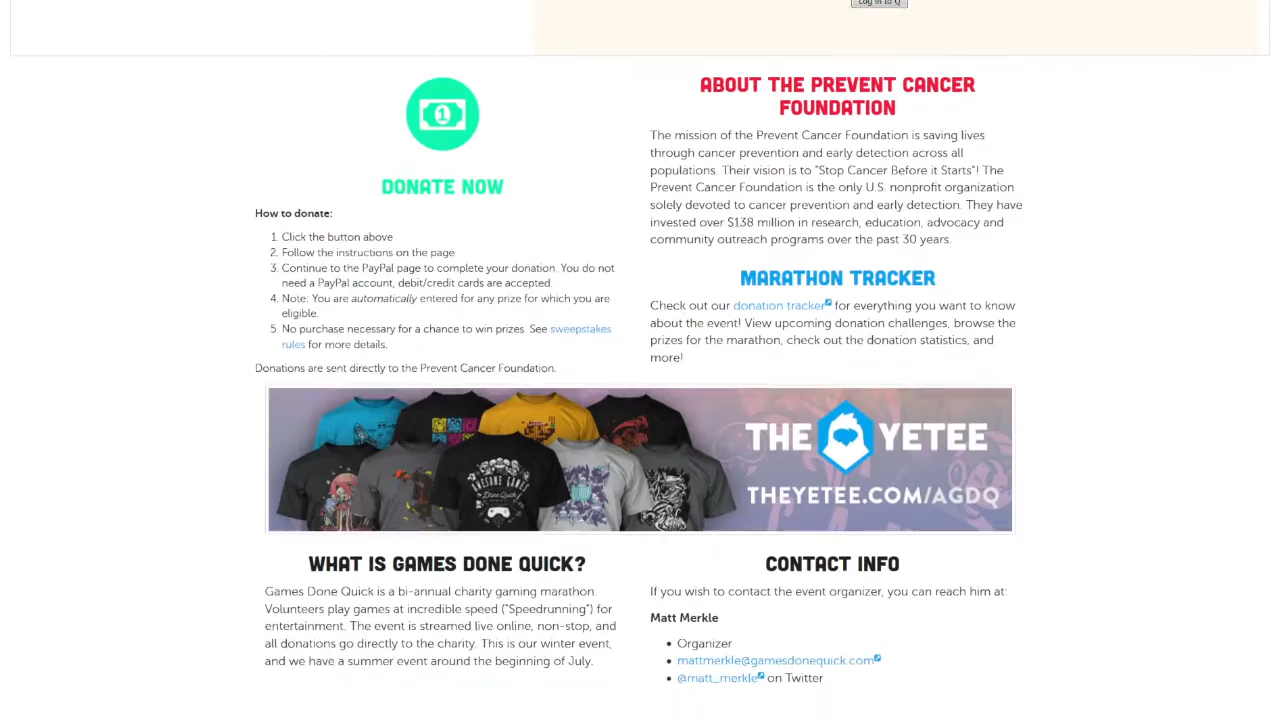 Log in to Q
DONATE NOW
How to donate:
1. Click the button above
2. Follow the instructions on the page
3. Continue to the PayPal page to complete your donation. You do not
need a PayPal account, debit/credit cards are accepted.
4. Note: You are automatically entered for any prize for which you are
eligible.
5. No purchase necessary for a chance to win prizes. See sweepstakes
rules for more details.
Donations are sent directly to the Prevent Cancer Foundation.
ABOUT THE PREVENT CANCER
FOUNDATION
The mission of the Prevent Cancer Foundation is saving lives
through cancer prevention and early detection across all
populations. Their vision is to "Stop Cancer Before it Starts"! The
Prevent Cancer Foundation is the only U.S. nonprofit organization
solely devoted to cancer prevention and early detection. They have
invested over $138 million in research, education, advocacy and
community outreach programs over the past 30 years.
MARATHON TRACKER
Check out our donation tracker for everything you want to know
about the event! View upcoming donation challenges, browse the
prizes for the marathon, check out the donation statistics, and
more!
AWESOME GAMES
Done Quick
THE YETEE
THEYETEE.COM/AGDQ
WHAT IS GAMES DONE QUICK?
Games Done Quick is a bi-annual charity gaming marathon.
Volunteers play games at incredible speed ("Speedrunning") for
entertainment. The event is streamed live online, non-stop, and
all donations go directly to the charity. This is our winter event,
and we have a summer event around the beginning of July.
CONTACT INFO
If you wish to contact the event organizer, you can reach him at:
Matt Merkle
• Organizer
• mattmerkle@gamesdonequick.com
• @matt_merkle on Twitter